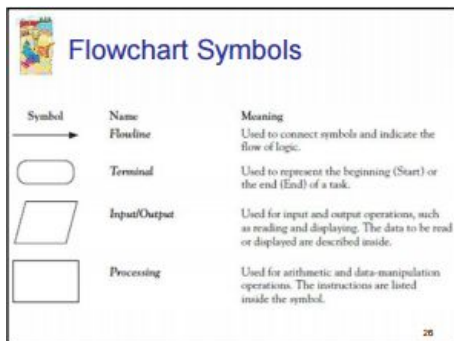 Flowchart Symbols
Symbol Name Meaning
Flowline Used to connect symbols and indicate the
flow of logic.
Terminal Used to represent the beginning (Start) or
the end (End) of a task.
Input/Output Used for input and output operations, such
as reading and displaying. The data to be read
or displayed are described inside.
Processing Used for arithmetic and data-manipulation
operations. The instructions are listed
inside the symbol.
26